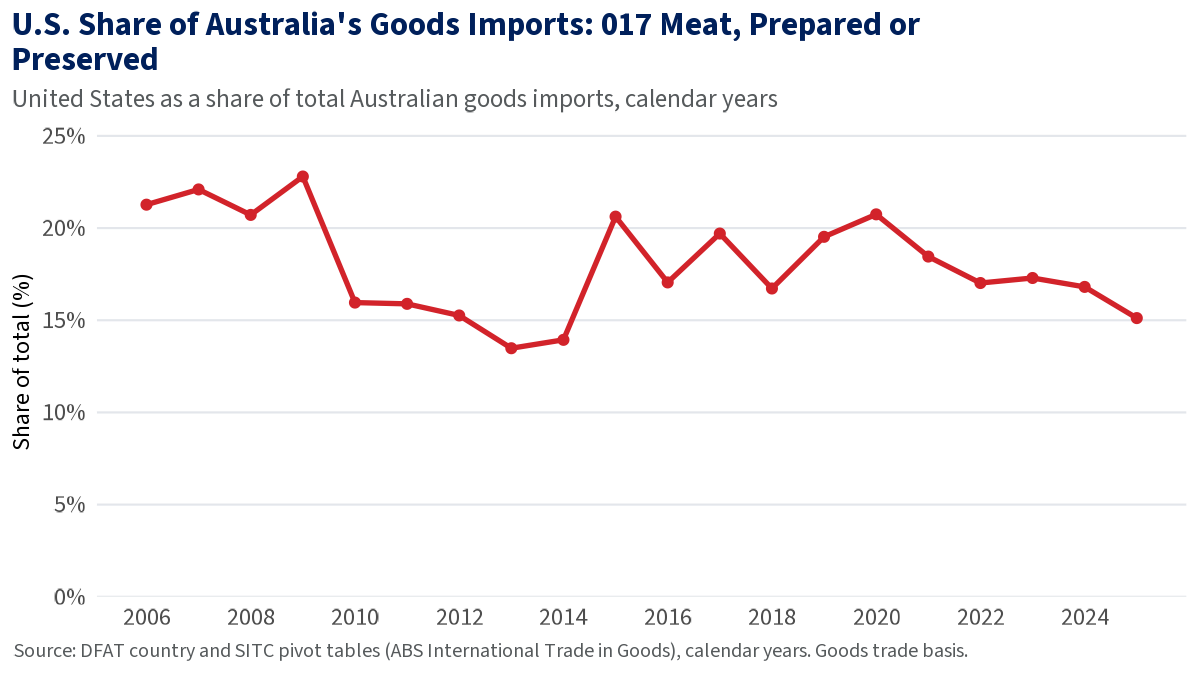 U.S. Share of Australia's Goods Imports: 017 Meat, Prepared or
Preserved
United States as a share of total Australian goods imports, calendar years
Share of total (%)
25%
20%
15%
10%
5%
0%
2006 2008 2010 2012 2014 2016 2018 2020 2022 2024
Source: DFAT country and SITC pivot tables (ABS International Trade in Goods), calendar years. Goods trade basis.